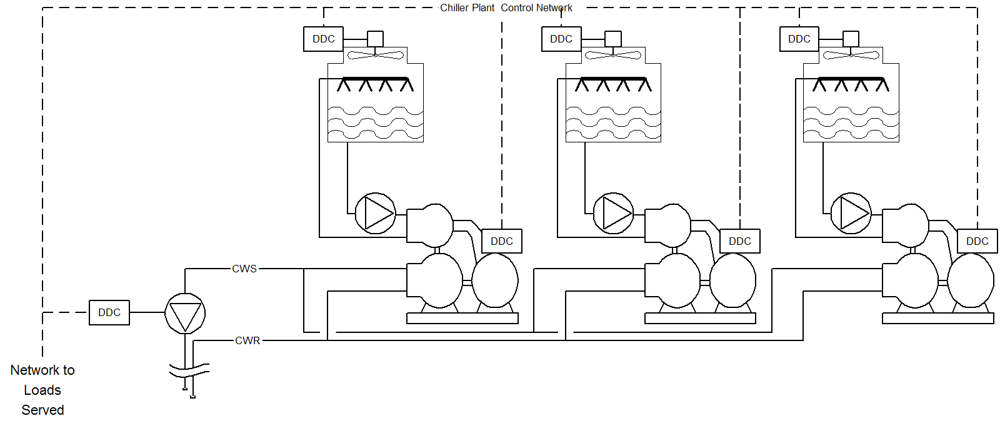 Chiller Plant Control Network
DDC
DDC
DDC
DDC
DDC
DDC
CWS
DDC
CWR
Network to
Loads
Served